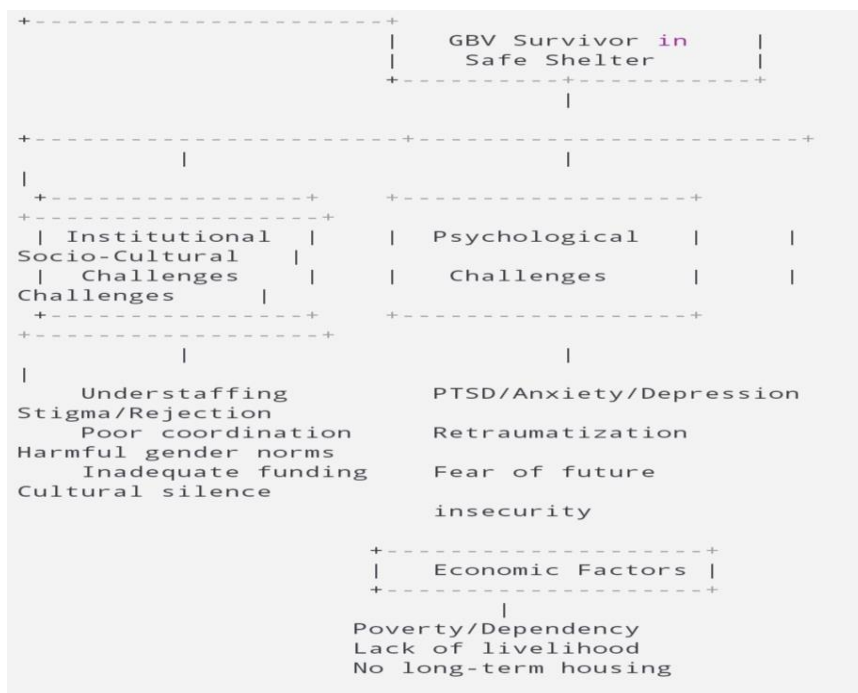 GBV Survivor in
Safe Shelter
Institutional Psychological
Socio-Cultural
Challenges Challenges
Challenges
Understaffing PTSD/Anxiety/Depression
Stigma/Rejection
Poor coordination Retraumatization
Harmful gender norms
Inadequate funding Fear of future
Cultural silence
insecurity
Economic Factors
Poverty/Dependency
Lack of livelihood
No long-term housing